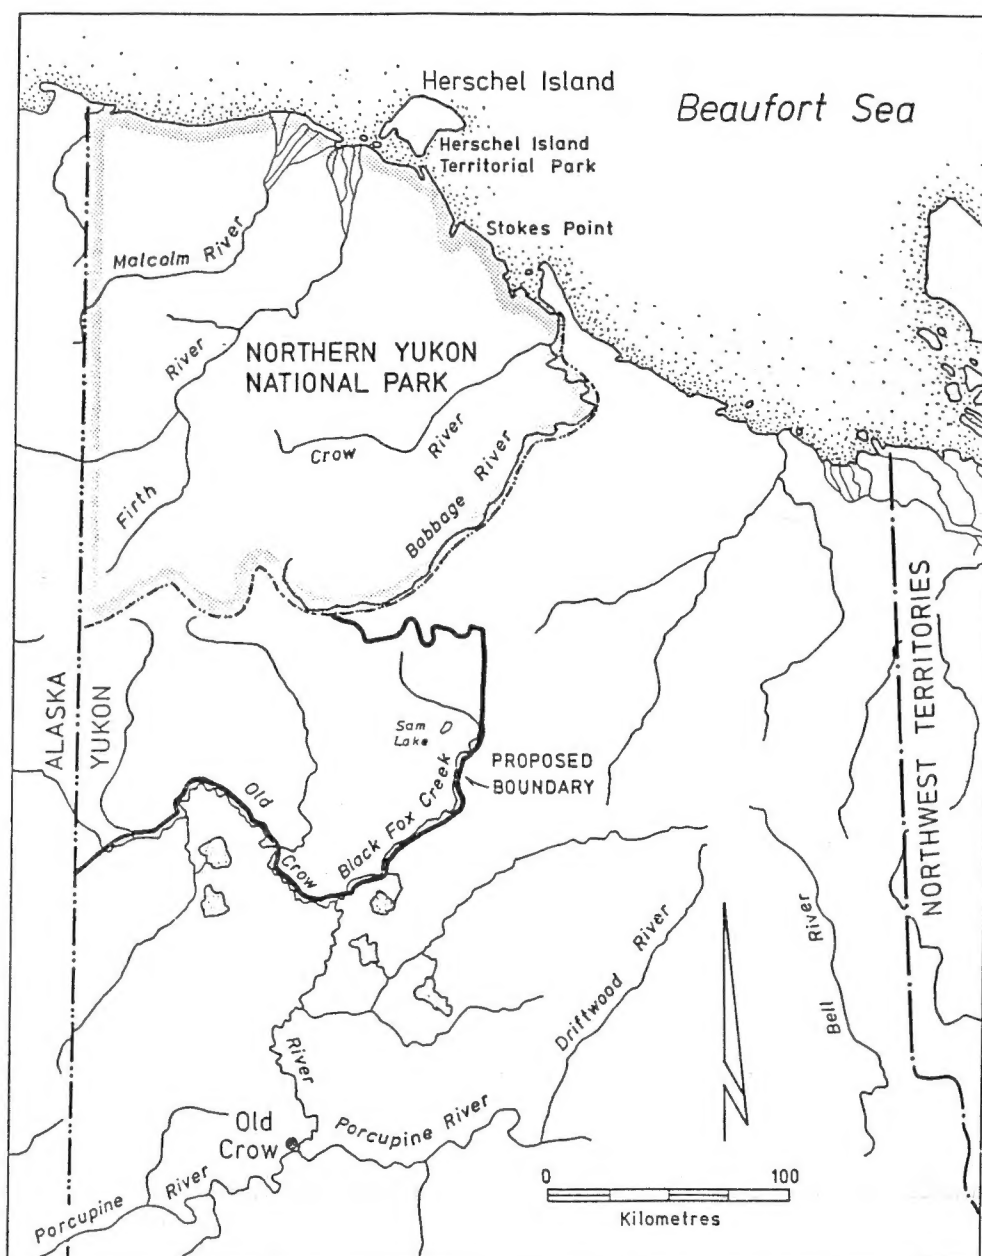 Herschel Island
Beaufort Sea
Herschel Island
Territorial Park
Stokes Point
Malcolm River
NORTHERN YUKON
NATIONAL PARK
River
Firth
Crow
River
Babbage River
ALASKA
YUKON
Sam
Lake
PROPOSED
BOUNDARY
Old
Crow
Black Fox Creek
NORTHWEST TERRITORIES
River
Bell
Driftwood River
River
Old
Crow
Porcupine River
Porcupine River
0 100
Kilometres